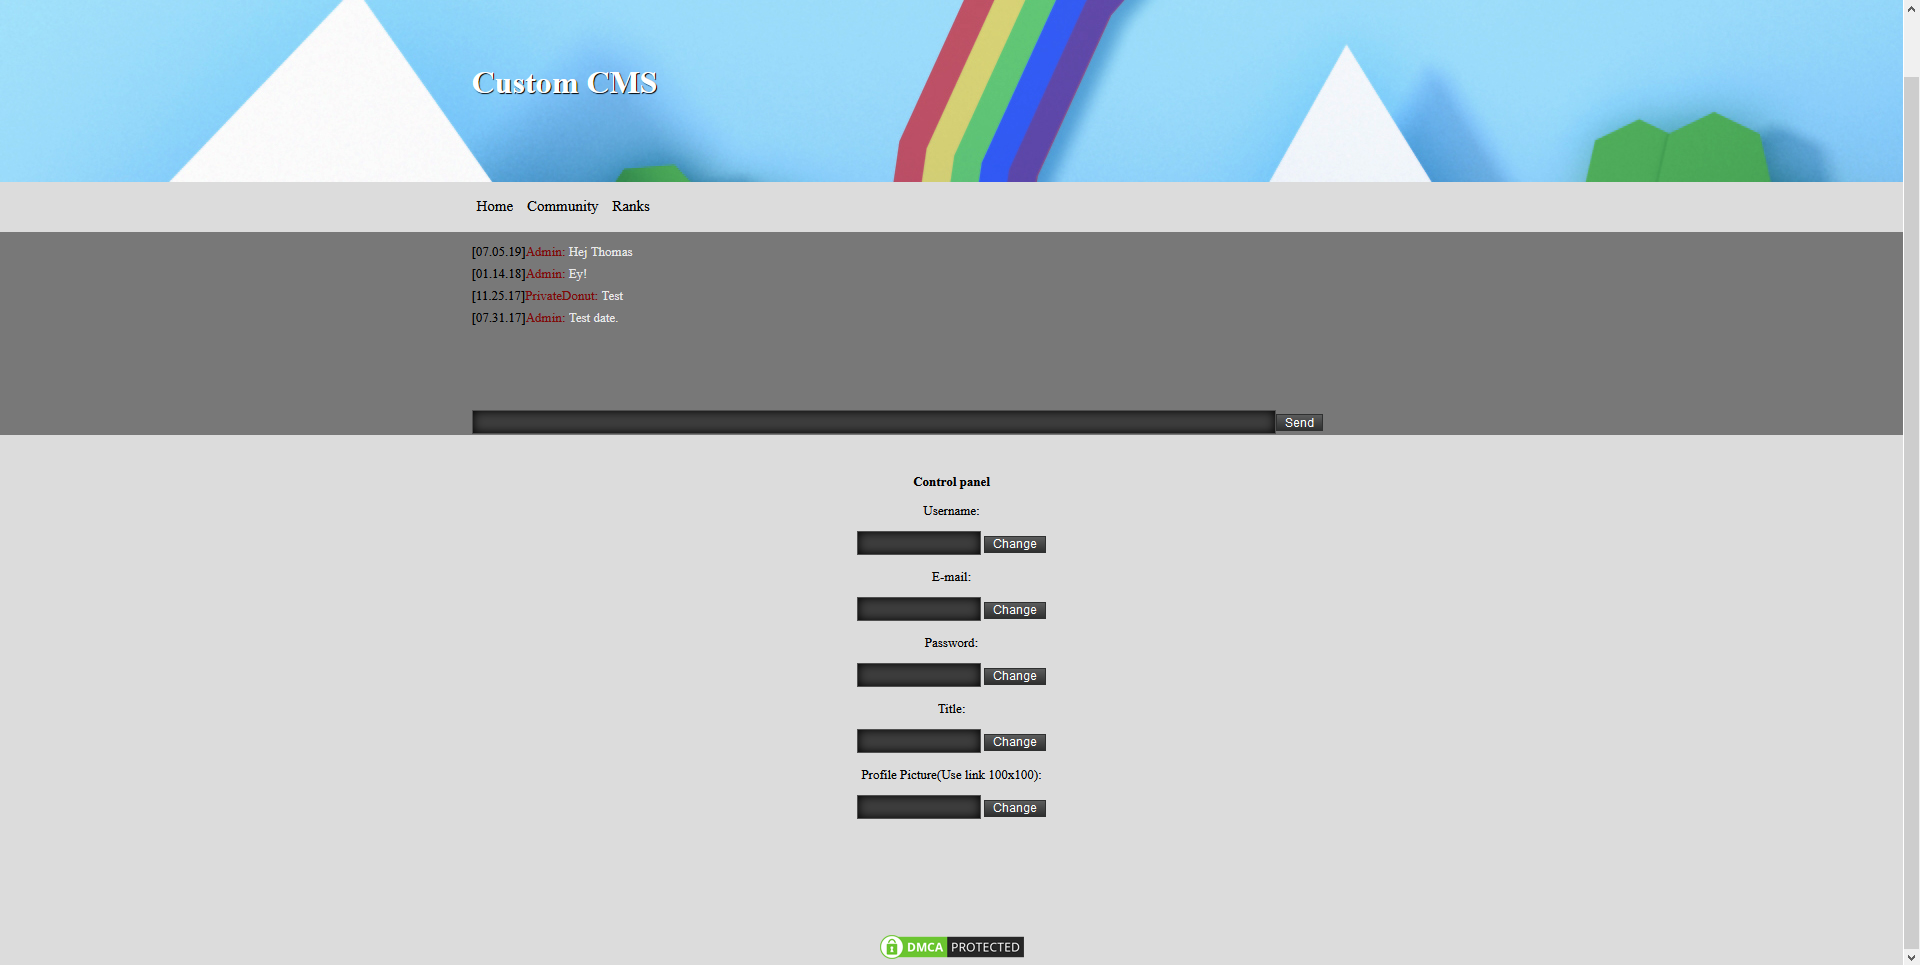 Custom CMS
Home Community Ranks
[07.05.19]Admin: Hej Thomas
[01.14.18]Admin: Ey!
[11.25.17]PrivateDonut: Test
[07.31.17]Admin: Test date.
Send
Control panel
Username:
Change
E-mail:
Change
Password:
Change
Title:
Change
Profile Picture(Use link 100x100):
Change
DMCA PROTECTED